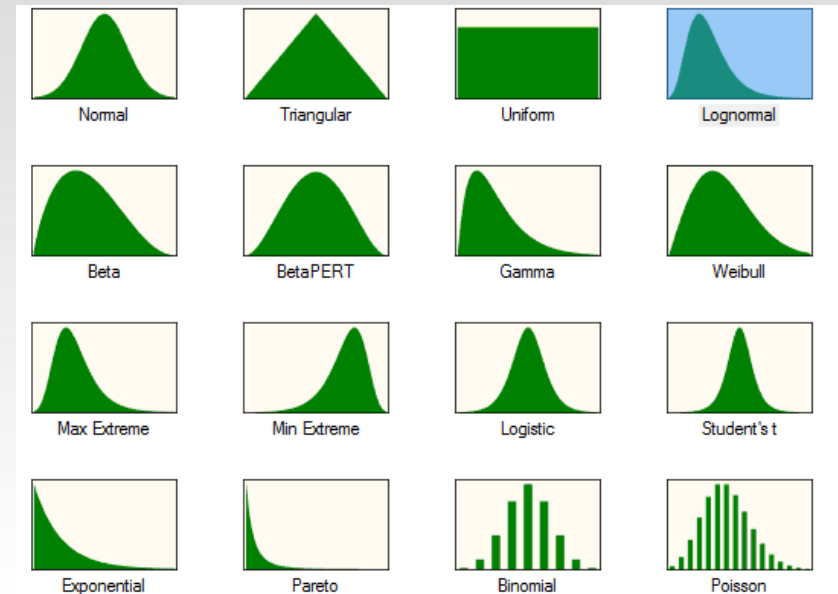 Normal
Triangular
Uniform
Lognormal
Beta
BetaPERT
Gamma
Weibull
Max Extreme
Min Extreme
Logistic
Student's t
Exponential
Pareto
Binomial
Poisson